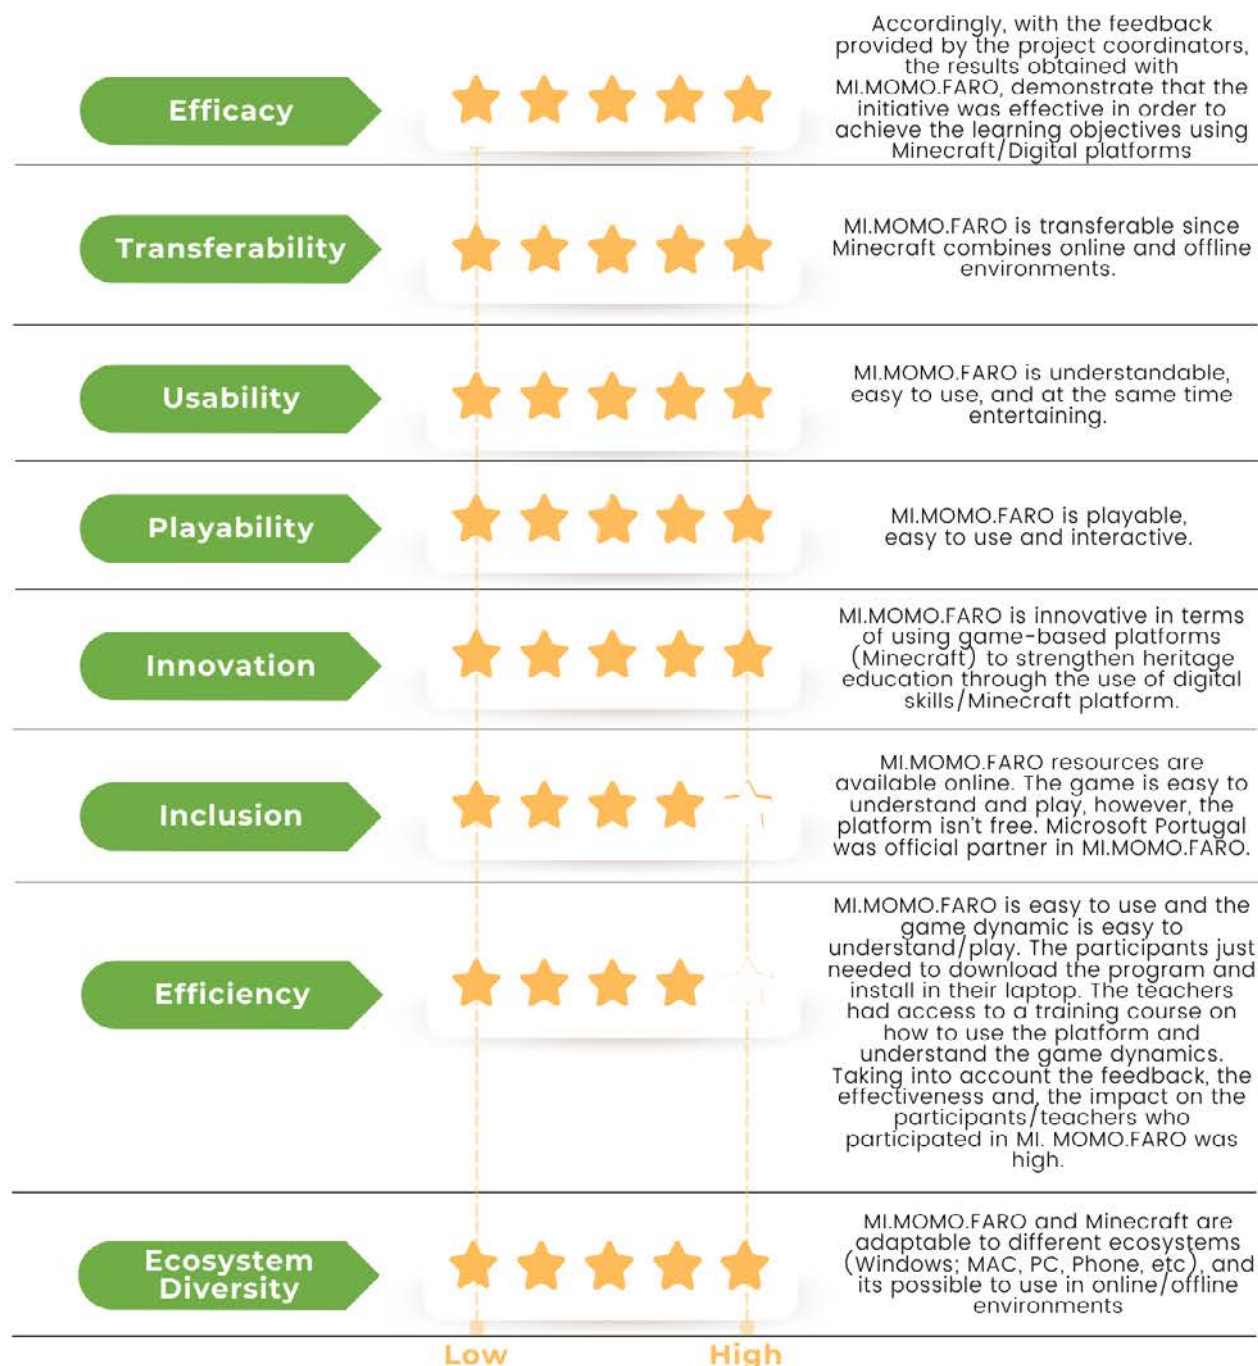 Efficacy
Accordingly, with the feedback
provided by the project coordinators,
the results obtained with
MI.MOMO.FARO, demonstrate that the
initiative was effective in order to
achieve the learning objectives using
Minecraft/Digital platforms
Transferability
MI.MOMO.FARO is transferable since
Minecraft combines online and offline
environments.
Usability
MI.MOMO.FARO is understandable,
easy to use, and at the same time
entertaining.
Playability
MI.MOMO.FARO is playable,
easy to use and interactive.
Innovation
MI.MOMO.FARO is innovative in terms
of using game-based platforms
(Minecraft) to strengthen heritage
education through the use of digital
skills/Minecraft platform.
Inclusion
MI.MOMO.FARO resources are
available online. The game is easy to
understand and play, however, the
platform isn't free. Microsoft Portugal
was official partner in MI.MOMO.FARO.
Efficiency
MI.MOMO.FARO is easy to use and the
game dynamic is easy to
understand/play. The participants just
needed to download the program and
install in their laptop. The teachers
had access to a training course on
how to use the platform and
understand the game dynamics.
Taking into account the feedback, the
effectiveness and, the impact on the
participants/teachers who
participated in MI. MOMO.FARO was
high.
Ecosystem
Diversity
MI.MOMO.FARO and Minecraft are
adaptable to different ecosystems
(Windows; MAC, PC, Phone, etc), and
its possible to use in online/offline
environments
Low
High